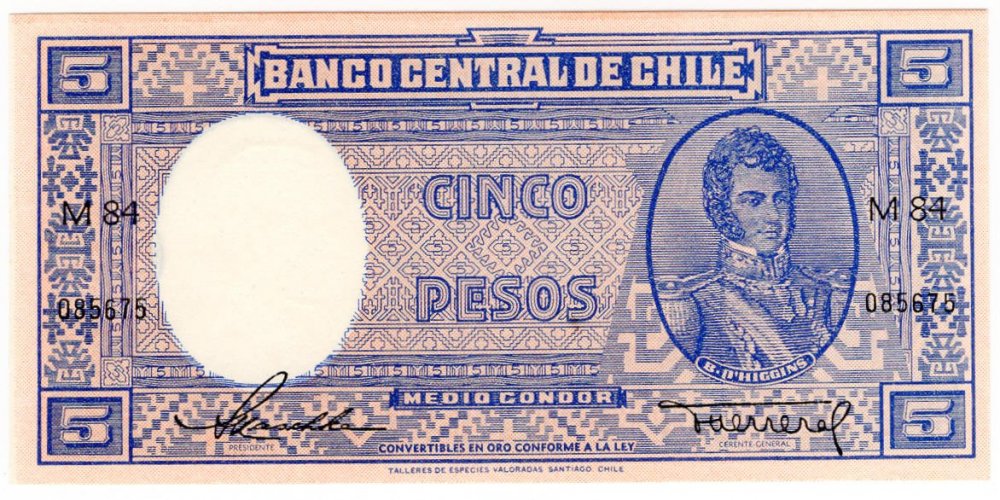 5 BANCO CENTRAL DE CHILE 5
CINCO
M 84 M 84
PESOS
085675 085675
B. O'HIGGINS
MEDIO CONDOR
5 5
PRESIDENTE GERENTE GENERAL
CONVERTIBLES EN ORO CONFORME A LA LEY
TALLERES DE ESPECIES VALORADAS SANTIAGO. CHILE